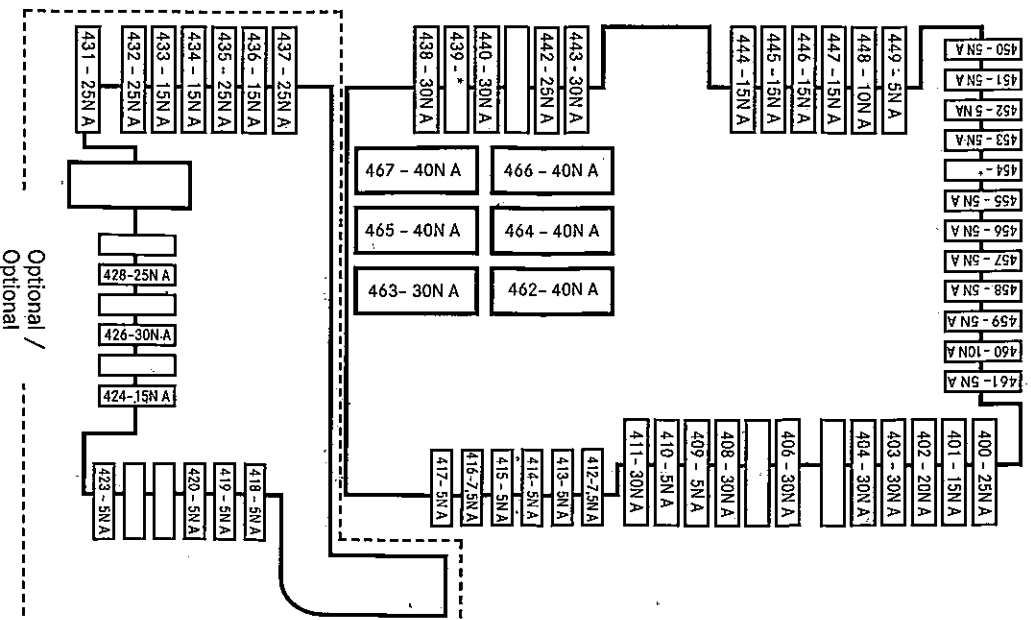 431 - 25N A
432 - 25N A
433 - 15N A
434 - 15N A
435 - 25N A
436 - 15N A
437 - 25N A
438 - 30N A
439 - *
440 - 30N A
442 - 25N A
443 - 30N A
444 - 15N A
445 - 15N A
446 - 15N A
447 - 15N A
448 - 10N A
449 - 5N A
450 - 5N A
451 - 5N A
452 - 5 NA
453 - 5N A
454 - *
455 - 5N A
456 - 5N A
457 - 5N A
458 - 5N A
459 - 5N A
460 - 10N A
461 - 5N A
467 - 40N A
466 - 40N A
465 - 40N A
464 - 40N A
463 - 30N A
462 - 40N A
428-25N A
426-30N A
424-15N A
Optional /
Optional
423 - 5N A
420 - 5N A
419 - 5N A
418 - 5N A
417 - 5N A
416-7,5N A
415 - 5N A
414 - 5N A
413 - 5N A
412-7,5N A
411 - 30N A
410 - 5N A
409 - 5N A
408 - 30N A
406 - 30N A
404 - 30N A
403 - 30N A
402 - 20N A
401 - 15N A
400 - 25N A